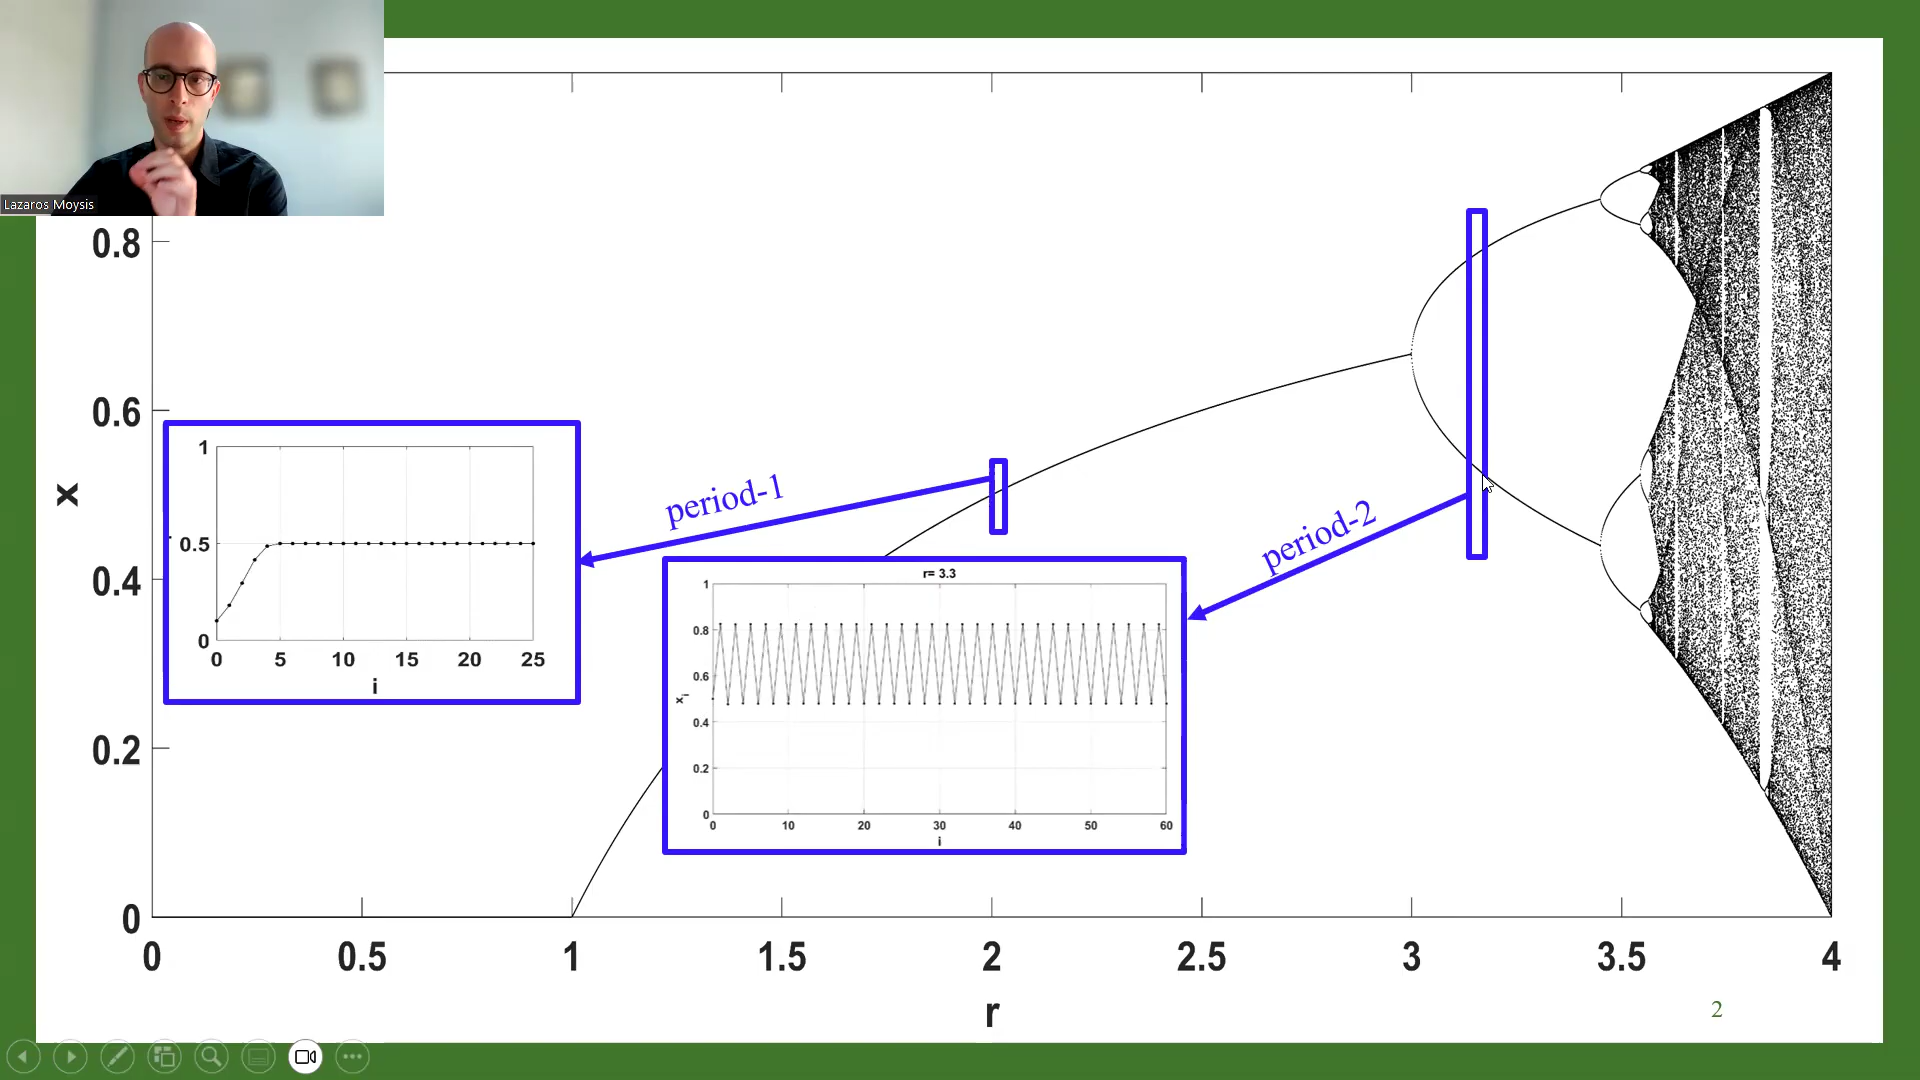 Lazaros Moysis
0.8
0.6
x
0.4
0.2
0
0 0.5 1 1.5 2 2.5 3 3.5 4
r
1
0.5
0
0 5 10 15 20 25
i
period-1
period-2
r= 3.3
1
0.8
0.6
xi
0.4
0.2
0
0 10 20 30 40 50 60
i
2